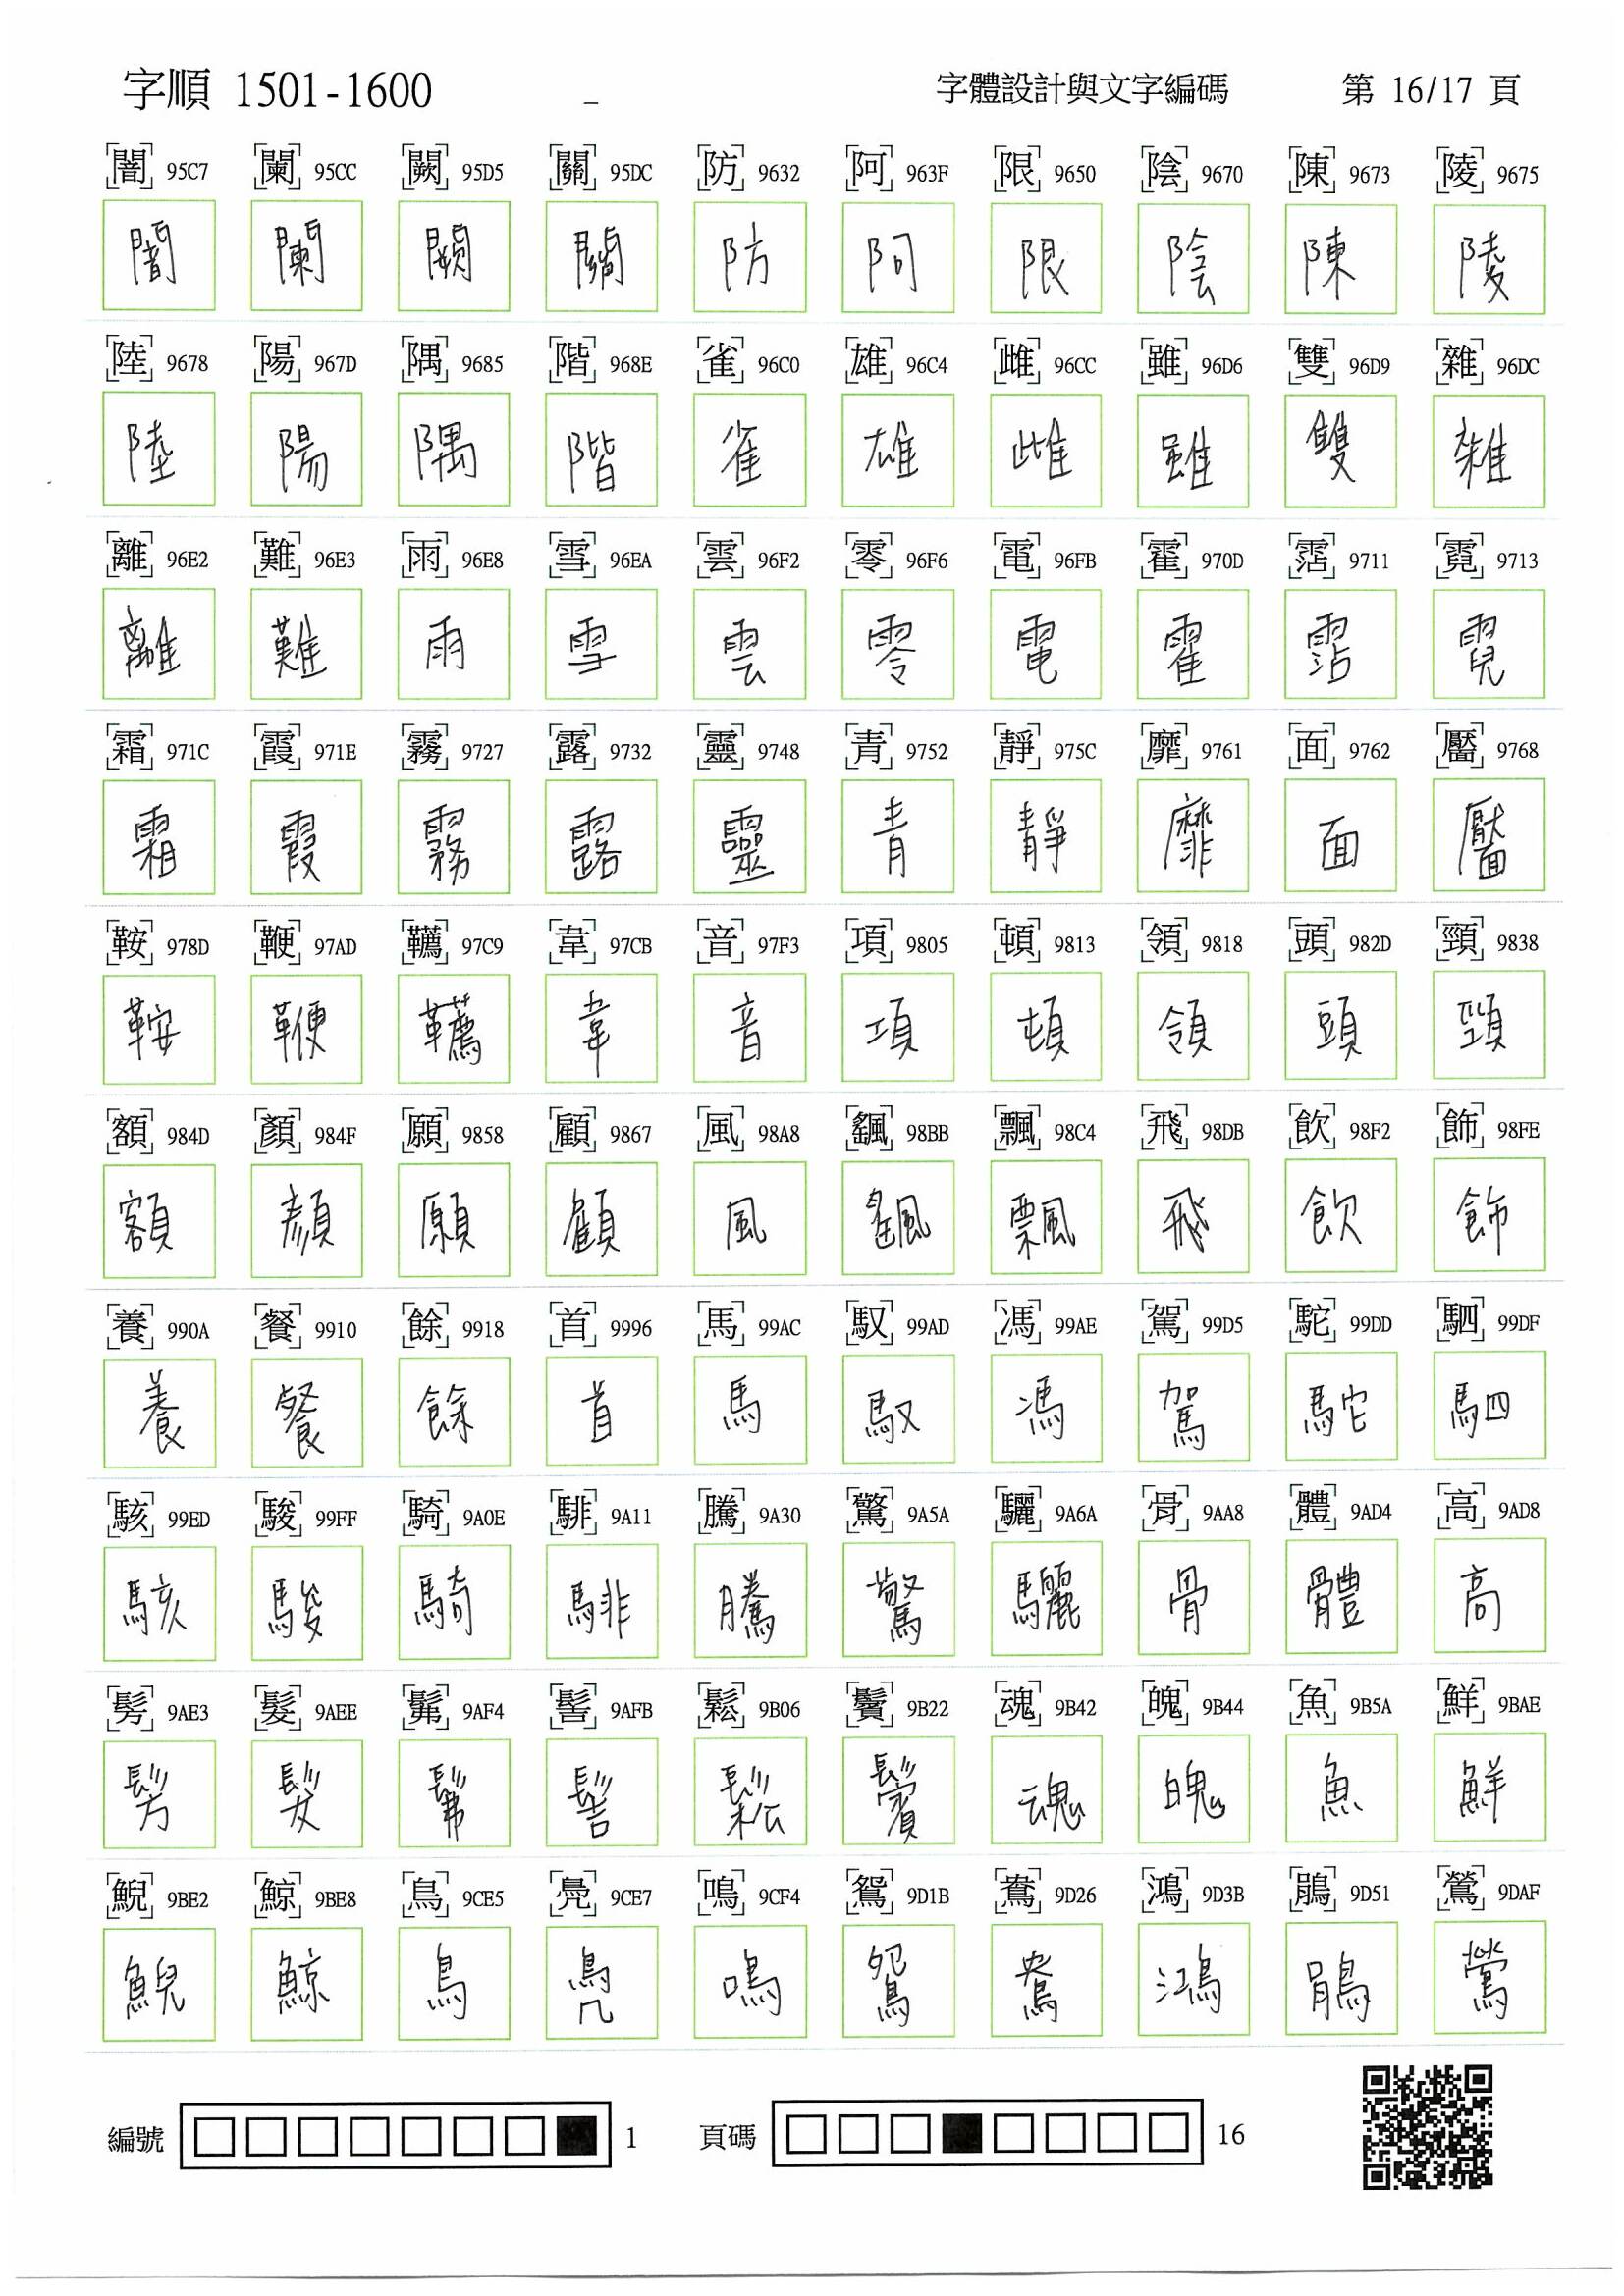 字順 1501-1600 字體設計與文字編碼 第 16/17 頁
闇 95C7 闌 95CC 闕 95D5 關 95DC 防 9632 阿 963F 限 9650 陰 9670 陳 9673 陵 9675
闇 闌 闕 關 防 阿 限 陰 陳 陵
陸 9678 陽 967D 隅 9685 階 968E 雀 96C0 雄 96C4 雌 96CC 雖 96D6 雙 96D9 雜 96DC
陸 陽 隅 階 雀 雄 雌 雖 雙 雜
離 96E2 難 96E3 雨 96E8 雪 96EA 雲 96F2 零 96F6 電 96FB 霍 970D 霑 9711 霓 9713
離 難 雨 雪 雲 零 電 霍 霑 霓
霜 971C 霞 971E 霧 9727 露 9732 靈 9748 青 9752 靜 975C 靡 9761 面 9762 靨 9768
霜 霞 霧 露 靈 青 靜 靡 面 靨
鞍 978D 鞭 97AD 韉 97C9 韋 97CB 音 97F3 項 9805 頓 9813 領 9818 頭 982D 頸 9838
鞍 鞭 韉 韋 音 項 頓 領 頭 頸
額 984D 顏 984F 願 9858 顧 9867 風 98A8 颻 98BB 飄 98C4 飛 98DB 飲 98F2 飾 98FE
額 顏 願 顧 風 颻 飄 飛 飲 飾
養 990A 餐 9910 餘 9918 首 9996 馬 99AC 馭 99AD 馮 99AE 駕 99D5 駝 99DD 駟 99DF
養 餐 餘 首 馬 馭 馮 駕 駝 駟
駭 99ED 駿 99FF 騎 9A0E 騑 9A11 騰 9A30 驚 9A5A 驪 9A6A 骨 9AA8 體 9AD4 高 9AD8
駭 駿 騎 騑 騰 驚 驪 骨 體 高
髣 9AE3 髮 9AEE 髴 9AF4 髻 9AFB 鬆 9B06 鬢 9B22 魂 9B42 魄 9B44 魚 9B5A 鮮 9BAE
髣 髮 髴 髻 鬆 鬢 魂 魄 魚 鮮
鯢 9BE2 鯨 9BE8 鳥 9CE5 鳧 9CE7 鳴 9CF4 鴛 9D1B 鴦 9D26 鴻 9D3B 鵑 9D51 鶯 9DAF
鯢 鯨 鳥 鳧 鳴 鴛 鴦 鴻 鵑 鶯
編號 1 頁碼 16